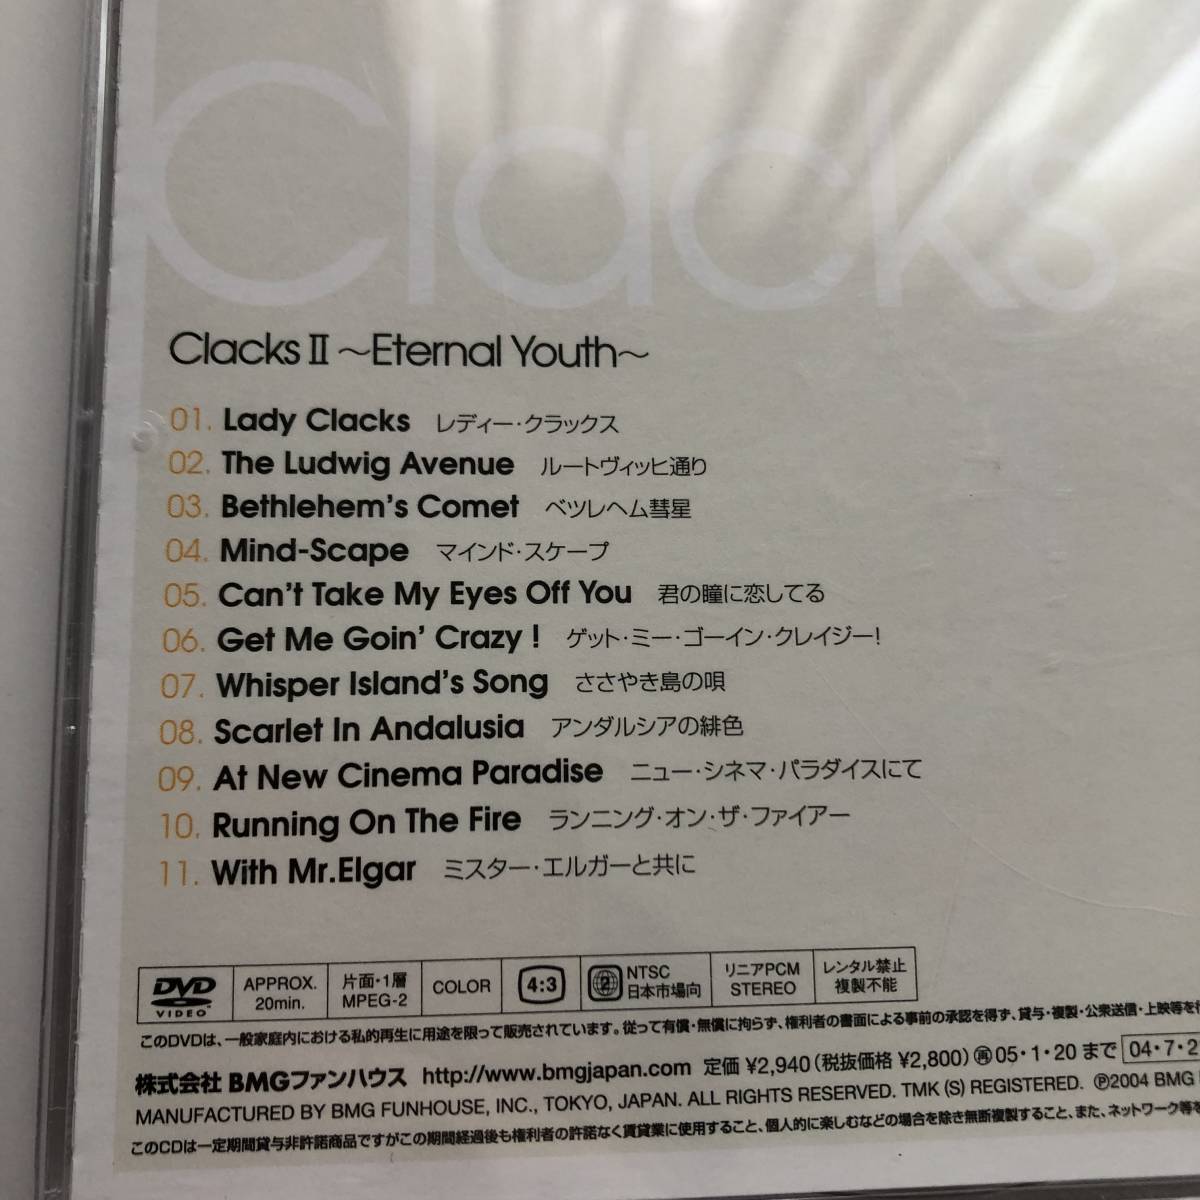 Clacks
Clacks II ～Eternal Youth～
01. Lady Clacks レディー・クラックス
02. The Ludwig Avenue ルートヴィッヒ通り
03. Bethlehem's Comet ベツレヘム彗星
04. Mind-Scape マインド・スケープ
05. Can't Take My Eyes Off You 君の瞳に恋してる
06. Get Me Goin' Crazy ! ゲット・ミー・ゴーイン・クレイジー！
07. Whisper Island's Song ささやき島の唄
08. Scarlet In Andalusia アンダルシアの緋色
09. At New Cinema Paradise ニュー・シネマ・パラダイスにて
10. Running On The Fire ランニング・オン・ザ・ファイアー
11. With Mr.Elgar ミスター・エルガーと共に
DVD VIDEO
APPROX. 20min.
片面・1層 MPEG-2
COLOR
4:3
2
NTSC 日本市場向
リニアPCM STEREO
レンタル禁止 複製不能
このDVDは、一般家庭内における私的再生に用途を限って販売されています。従って有償・無償に拘らず、権利者の書面による事前の承認を得ず、貸与・複製・公衆送信・上映等を
株式会社 BMGファンハウス http://www.bmgjapan.com 定価 ¥2,940（税抜価格 ¥2,800）㊥05・1・20 まで 04・7・2
MANUFACTURED BY BMG FUNHOUSE, INC., TOKYO, JAPAN. ALL RIGHTS RESERVED. TMK (S) REGISTERED. ℗2004 BMG
このCDは一定期間貸与非許諾商品ですがこの期間経過後も権利者の許諾なく賃貸業に使用すること、個人的に楽しむなどの場合を除き無断複製すること、また、ネットワーク等を